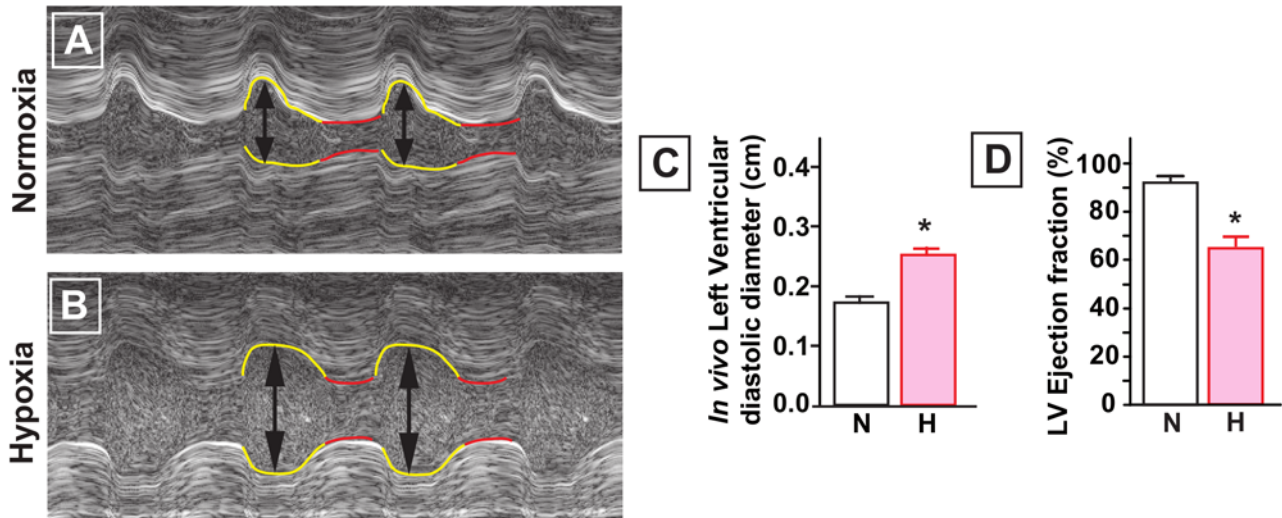 A
Normoxia
B
Hypoxia
C
In vivo Left Ventricular
diastolic diameter (cm)
0.4
0.3
0.2
0.1
0.0
*
N H
D
LV Ejection fraction (%)
100
80
60
40
20
0
*
N H